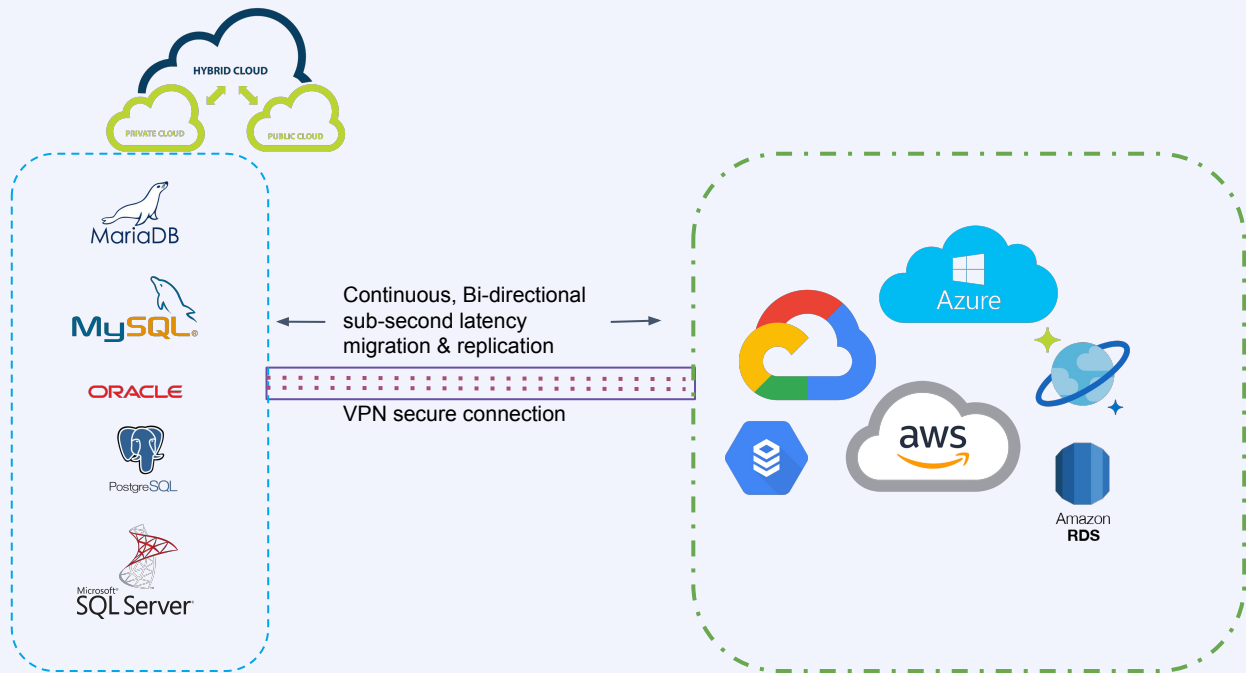 HYBRID CLOUD
PRIVATE CLOUD
PUBLIC CLOUD
MariaDB
MySQL®
ORACLE
PostgreSQL
Microsoft®
SQL Server®
Continuous, Bi-directional
sub-second latency
migration & replication
VPN secure connection
Azure
aws
Amazon
RDS